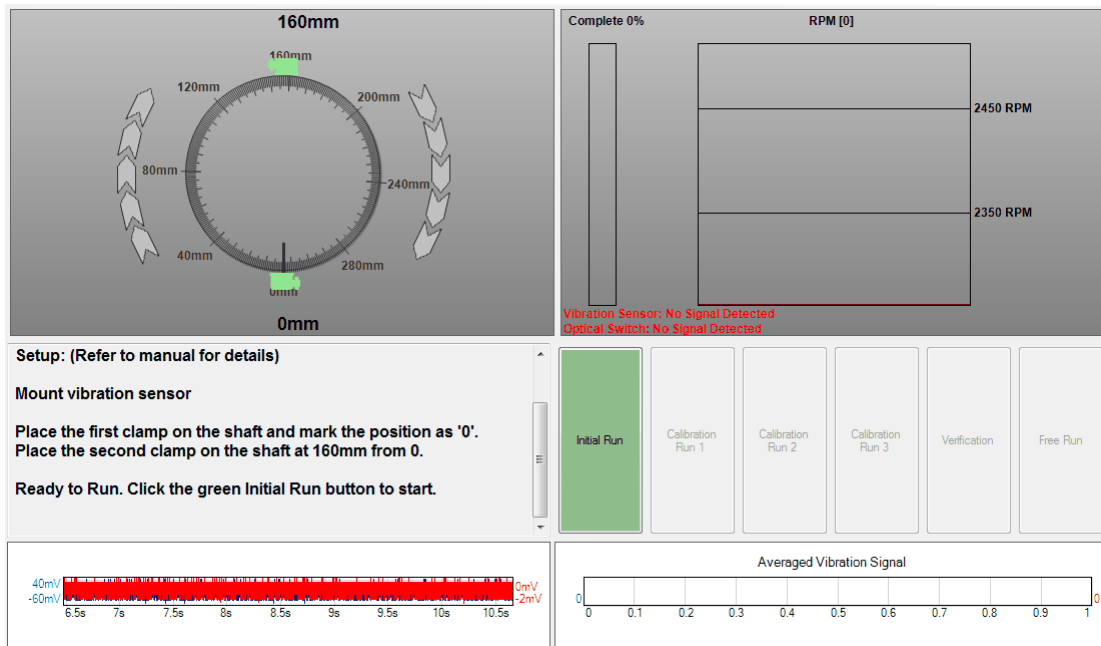 160mm
160mm
120mm
200mm
80mm
240mm
40mm
280mm
0mm
0mm
Complete 0%
RPM [0]
2450 RPM
2350 RPM
Vibration Sensor: No Signal Detected
Optical Switch: No Signal Detected
Setup: (Refer to manual for details)
Mount vibration sensor
Place the first clamp on the shaft and mark the position as '0'.
Place the second clamp on the shaft at 160mm from 0.
Ready to Run. Click the green Initial Run button to start.
Initial Run
Calibration
Run 1
Calibration
Run 2
Calibration
Run 3
Verification
Free Run
40mV
-60mV
0mV
-2mV
6.5s 7s 7.5s 8s 8.5s 9s 9.5s 10s 10.5s
Averaged Vibration Signal
0
0
0 0.1 0.2 0.3 0.4 0.5 0.6 0.7 0.8 0.9 1